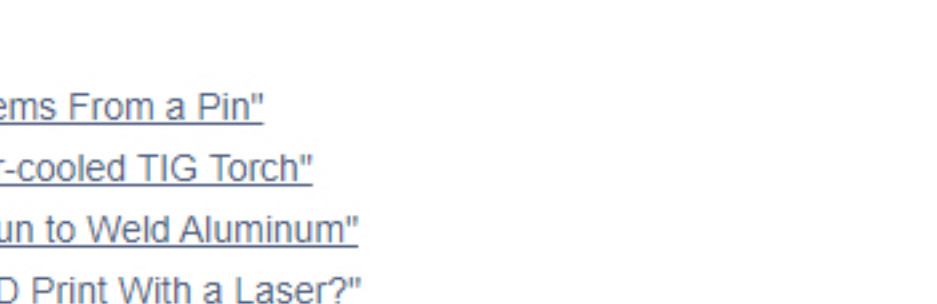 ems From a Pin"
r-cooled TIG Torch"
un to Weld Aluminum"
D Print With a Laser?"